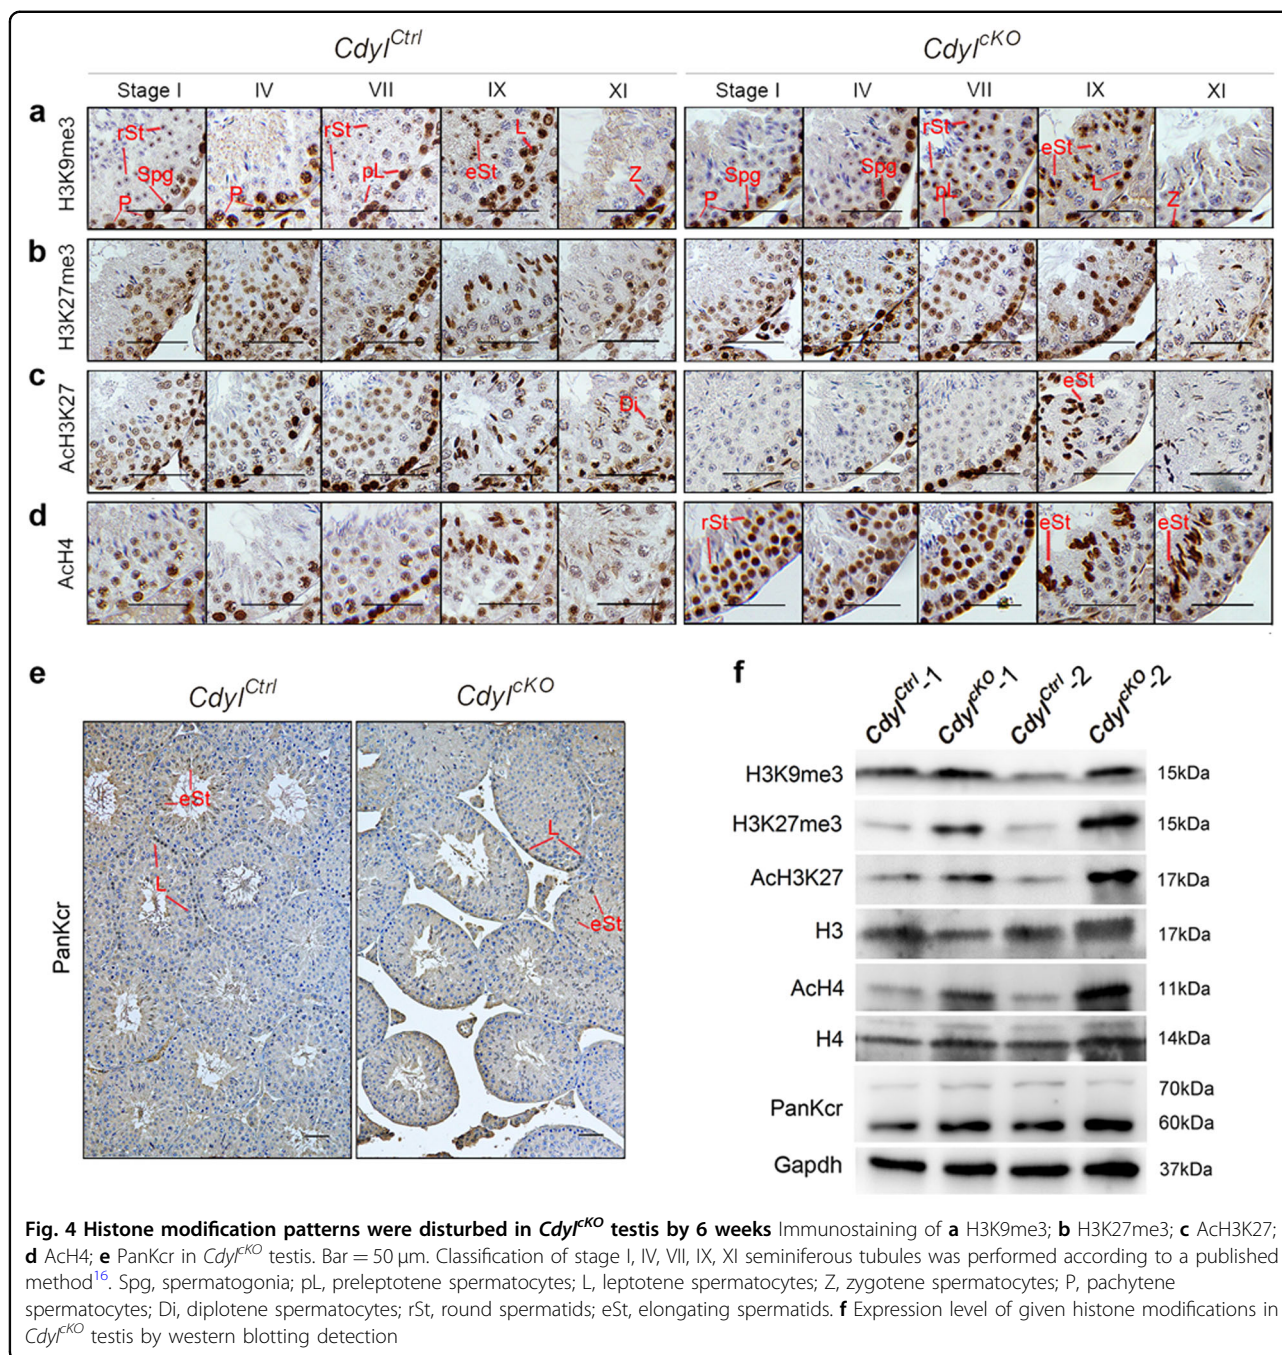 Cdyl^Ctrl Cdyl^cKO
Stage I IV VII IX XI Stage I IV VII IX XI
a
H3K9me3
rSt Spg P P rSt pL L eSt Z P Spg Spg rSt pL eSt L Z
b
H3K27me3
c
AcH3K27
Di eSt
d
AcH4
rSt eSt eSt
e
Cdyl^Ctrl Cdyl^cKO
PanKcr
eSt L L eSt
f
Cdyl^Ctrl-1 Cdyl^cKO-1 Cdyl^Ctrl-2 Cdyl^cKO-2
H3K9me3 15kDa
H3K27me3 15kDa
AcH3K27 17kDa
H3 17kDa
AcH4 11kDa
H4 14kDa
PanKcr 70kDa
60kDa
Gapdh 37kDa
Fig. 4 Histone modification patterns were disturbed in Cdyl^cKO testis by 6 weeks Immunostaining of a H3K9me3; b H3K27me3; c AcH3K27;
d AcH4; e PanKcr in Cdyl^cKO testis. Bar = 50 μm. Classification of stage I, IV, VII, IX, XI seminiferous tubules was performed according to a published
method^16. Spg, spermatogonia; pL, preleptotene spermatocytes; L, leptotene spermatocytes; Z, zygotene spermatocytes; P, pachytene
spermatocytes; Di, diplotene spermatocytes; rSt, round spermatids; eSt, elongating spermatids. f Expression level of given histone modifications in
Cdyl^cKO testis by western blotting detection